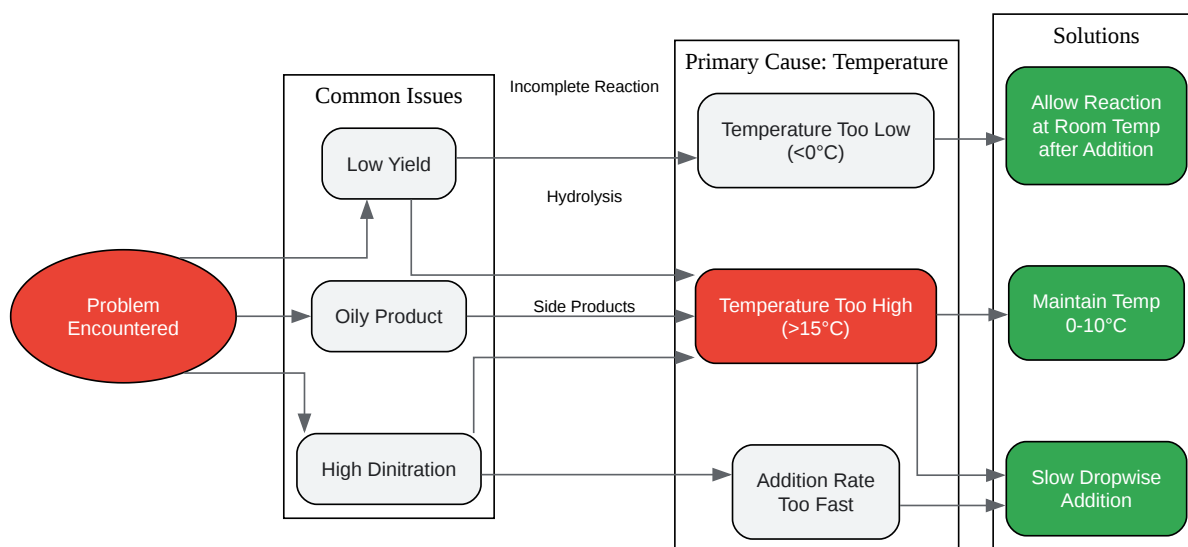 Solutions
Primary Cause: Temperature
Common Issues
Incomplete Reaction
Allow Reaction
at Room Temp
after Addition
Temperature Too Low
(<0°C)
Low Yield
Hydrolysis
Problem
Encountered
Oily Product
Side Products
Temperature Too High
(>15°C)
Maintain Temp
0-10°C
High Dinitration
Addition Rate
Too Fast
Slow Dropwise
Addition